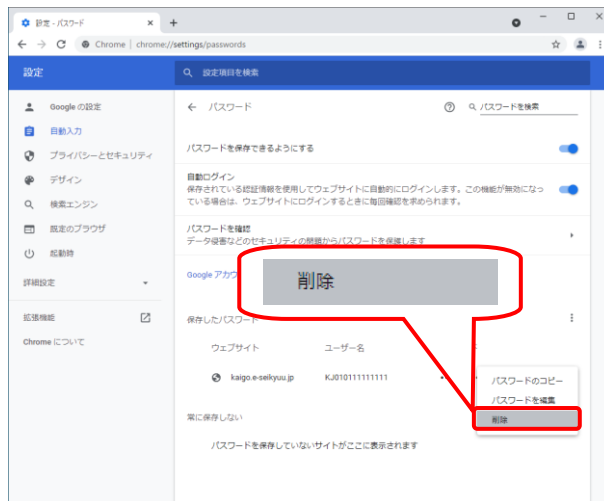 設定 - パスワード
Chrome | chrome://settings/passwords
設定
設定項目を検索
Google の設定
自動入力
プライバシーとセキュリティ
デザイン
検索エンジン
既定のブラウザ
起動時
詳細設定
拡張機能
Chrome について
パスワード
パスワードを検索
パスワードを保存できるようにする
自動ログイン
保存されている認証情報を使用してウェブサイトに自動的にログインします。この機能が無効になっ
ている場合は、ウェブサイトにログインするときに毎回確認を求められます。
パスワードを確認
データ侵害などのセキュリティの問題からパスワードを保護します
Google アカウ
削除
保存したパスワード
ウェブサイト
ユーザー名
kaigo.e-seikyuu.jp
KJ010111111111
パスワードのコピー
パスワードを編集
削除
常に保存しない
パスワードを保存していないサイトがここに表示されます